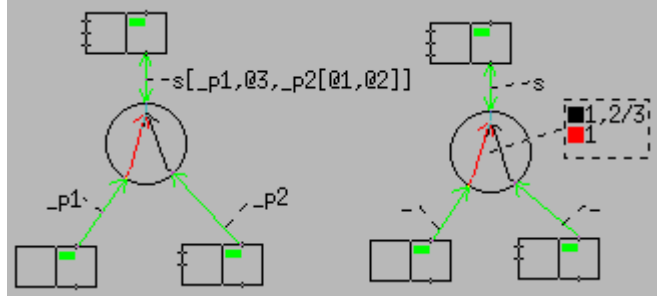 s[_p1,@3,_p2[@1,@2]]
_p1
_p2
s
1,2/3
1
_
_